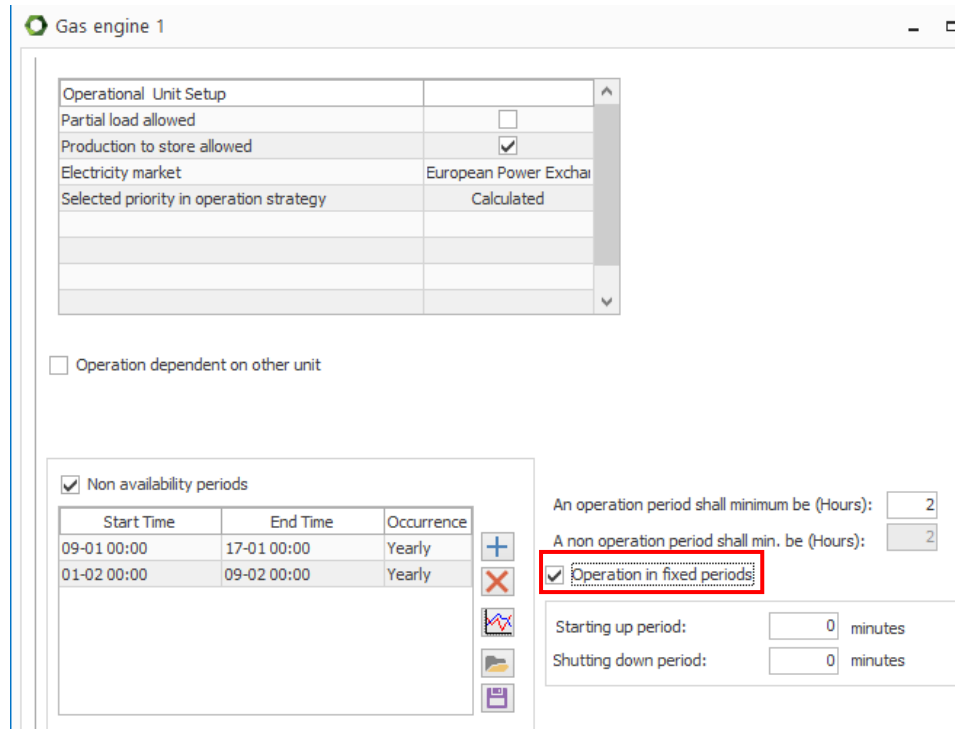 Gas engine 1
Operational Unit Setup
Partial load allowed
Production to store allowed
Electricity market European Power Exchai
Selected priority in operation strategy Calculated
Operation dependent on other unit
Non availability periods
Start Time End Time Occurrence
09-01 00:00 17-01 00:00 Yearly
01-02 00:00 09-02 00:00 Yearly
An operation period shall minimum be (Hours): 2
A non operation period shall min. be (Hours): 2
Operation in fixed periods
Starting up period: 0 minutes
Shutting down period: 0 minutes